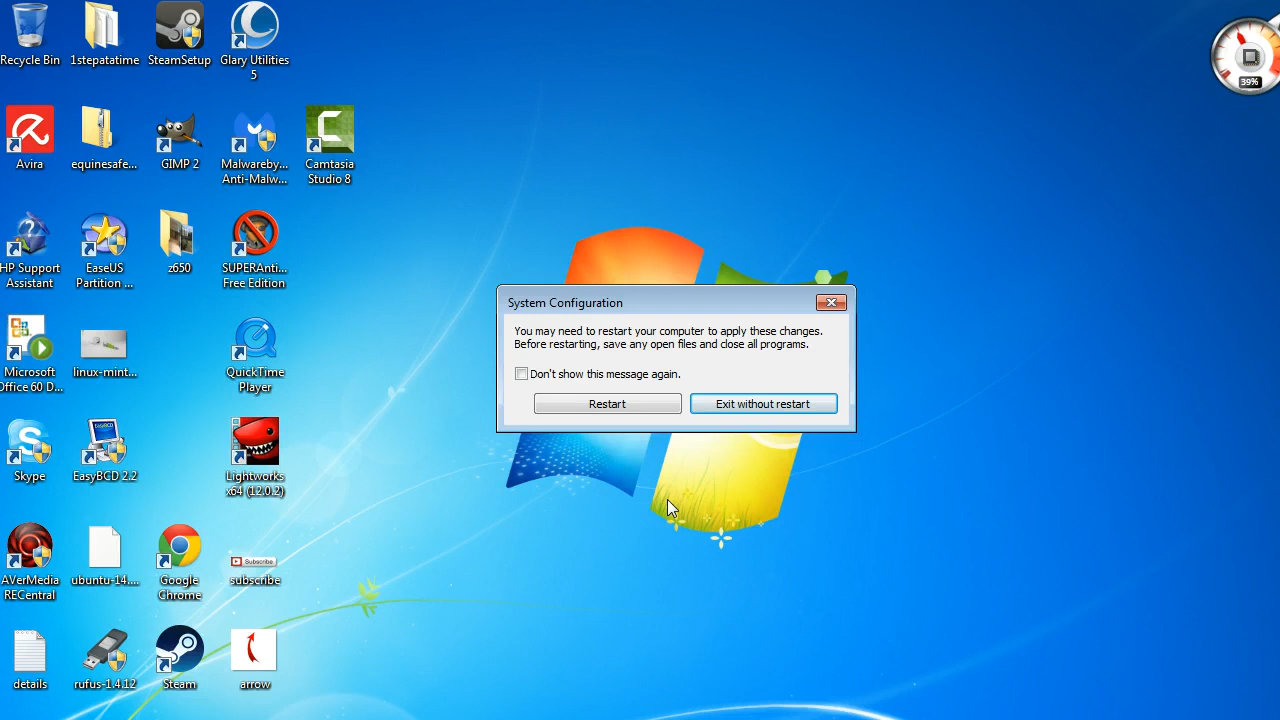 Recycle Bin
1stepatatime
SteamSetup
Glary Utilities
5
39%
Avira
equinesafe...
GIMP 2
Malwareby...
Anti-Malw...
Camtasia
Studio 8
HP Support
Assistant
EaseUS
Partition ...
z650
SUPERAnti...
Free Edition
System Configuration
You may need to restart your computer to apply these changes.
Before restarting, save any open files and close all programs.
Don't show this message again.
Restart
Exit without restart
Microsoft
Office 60 D...
linux-mint...
QuickTime
Player
Skype
EasyBCD
EasyBCD 2.2
Lightworks
x64 (12.0.2)
AVerMedia
RECentral
ubuntu-14....
Google
Chrome
Subscribe
subscribe
details
rufus-1.4.12
Steam
arrow